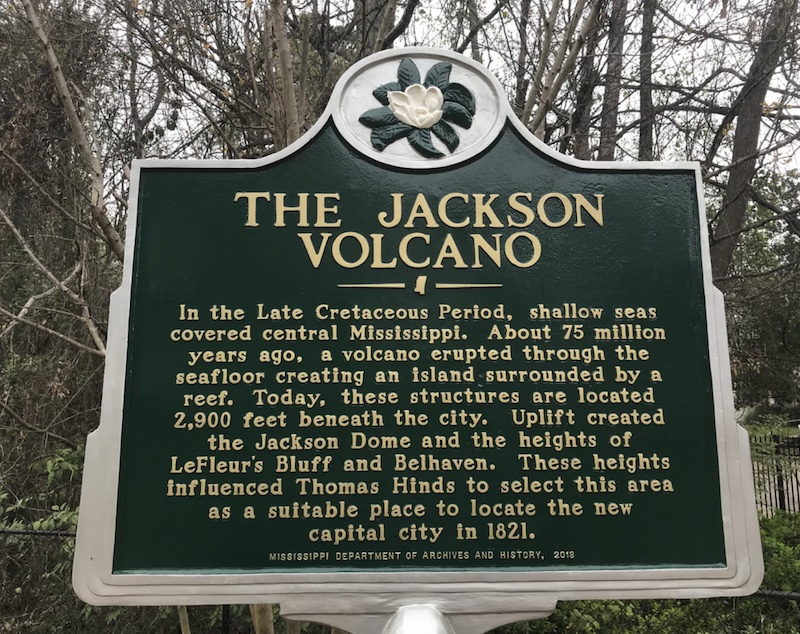 THE JACKSON
VOLCANO
In the Late Cretaceous Period, shallow seas
covered central Mississippi. About 75 million
years ago, a volcano erupted through the
seafloor creating an island surrounded by a
reef. Today, these structures are located
2,900 feet beneath the city. Uplift created
the Jackson Dome and the heights of
LeFleur's Bluff and Belhaven. These heights
influenced Thomas Hinds to select this area
as a suitable place to locate the new
capital city in 1821.
MISSISSIPPI DEPARTMENT OF ARCHIVES AND HISTORY, 2018